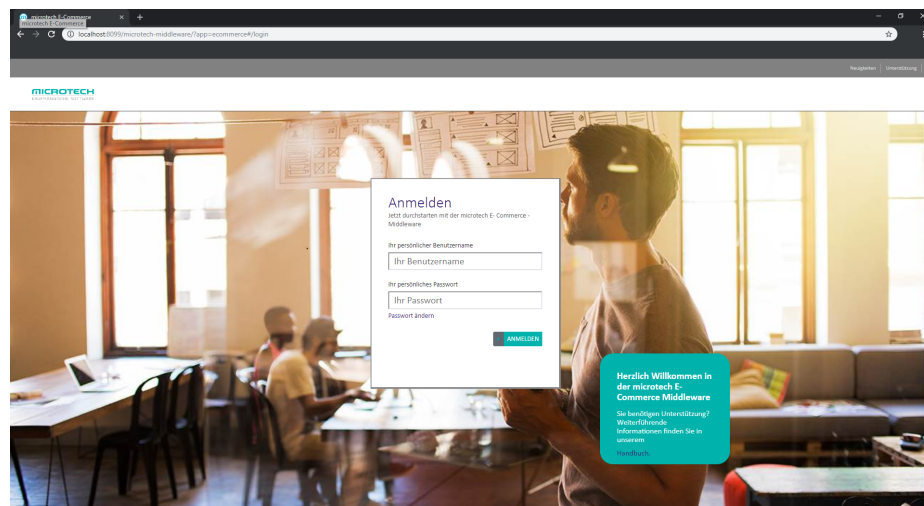 microtech E-Commerce
microtech E-Commerce
localhost:8099/microtech-middleware/?app=ecommerce#/login
Neuigkeiten
Unterstützung
MICROTECH
Anmelden
Jetzt durchstarten mit der microtech E- Commerce -
Middleware
Ihr persönlicher Benutzername
Ihr Benutzername
Ihr persönliches Passwort
Ihr Passwort
Passwort ändern
ANMELDEN
Herzlich Willkommen in
der microtech E-
Commerce Middleware
Sie benötigen Unterstützung?
Weiterführende
Informationen finden Sie in
unserem
Handbuch.